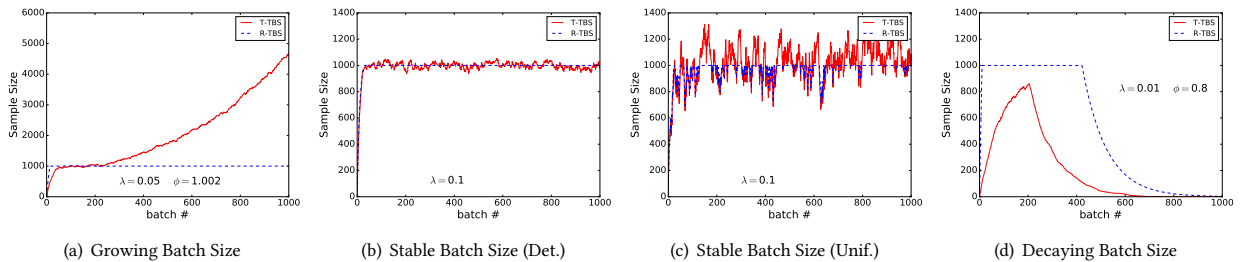 6000
5000
4000
3000
2000
1000
0
Sample Size
T-TBS
R-TBS
λ = 0.05 ϕ = 1.002
0 200 400 600 800 1000
batch #
(a) Growing Batch Size
1400
1200
1000
800
600
400
200
0
Sample Size
T-TBS
R-TBS
λ = 0.1
0 200 400 600 800 1000
batch #
(b) Stable Batch Size (Det.)
1400
1200
1000
800
600
400
200
0
Sample Size
T-TBS
R-TBS
λ = 0.1
0 200 400 600 800 1000
batch #
(c) Stable Batch Size (Unif.)
1400
1200
1000
800
600
400
200
0
Sample Size
T-TBS
R-TBS
λ = 0.01 ϕ = 0.8
0 200 400 600 800 1000
batch #
(d) Decaying Batch Size